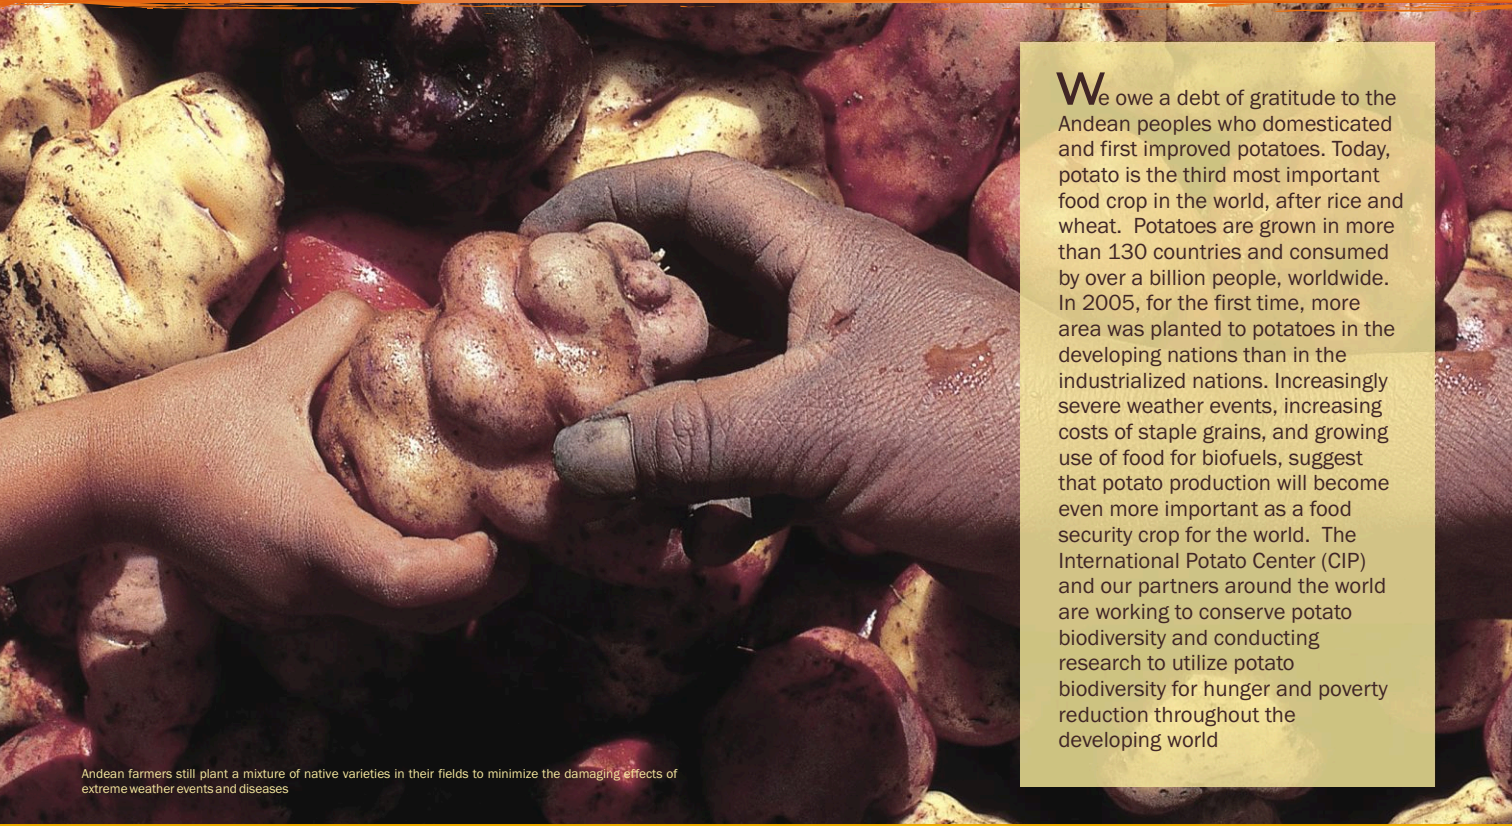 We owe a debt of gratitude to the
Andean peoples who domesticated
and first improved potatoes. Today,
potato is the third most important
food crop in the world, after rice and
wheat.  Potatoes are grown in more
than 130 countries and consumed
by over a billion people, worldwide.
In 2005, for the first time, more
area was planted to potatoes in the
developing nations than in the
industrialized nations. Increasingly
severe weather events, increasing
costs of staple grains, and growing
use of food for biofuels, suggest
that potato production will become
even more important as a food
security crop for the world.  The
International Potato Center (CIP)
and our partners around the world
are working to conserve potato
biodiversity and conducting
research to utilize potato
biodiversity for hunger and poverty
reduction throughout the
developing world
Andean farmers still plant a mixture of native varieties in their fields to minimize the damaging effects of
extreme weather events and diseases